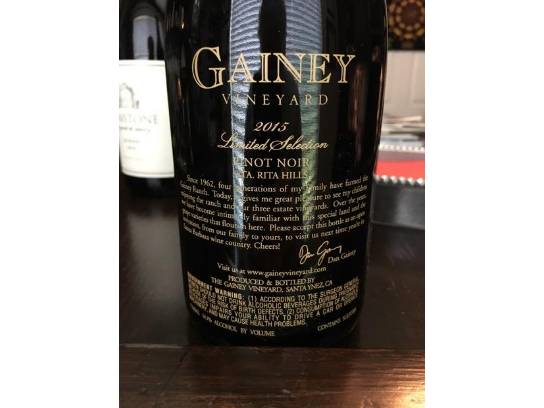 GAINEY
VINEYARD
2015
Limited Selection
PINOT NOIR
STA. RITA HILLS
Since 1962, four generations of my family have farmed the
Gainey Ranch. Today, it gives me great pleasure to see my children
enjoying the ranch and our three estate vineyards. Over the years
we have become intimately familiar with this special land and the
grape vines that flourish here. Please accept this bottle as an open
invitation, from our family to yours, to visit us next time you're in
Santa Barbara wine country. Cheers!
Dan Gainey
Visit us at www.gaineyvineyard.com
PRODUCED & BOTTLED BY
THE GAINEY VINEYARD, SANTA YNEZ, CA
GOVERNMENT WARNING: (1) ACCORDING TO THE SURGEON GENERAL,
WOMEN SHOULD NOT DRINK ALCOHOLIC BEVERAGES DURING PREGNANCY
BECAUSE OF THE RISK OF BIRTH DEFECTS. (2) CONSUMPTION OF ALCOHOLIC
BEVERAGES IMPAIRS YOUR ABILITY TO DRIVE A CAR OR OPERATE
MACHINERY, AND MAY CAUSE HEALTH PROBLEMS.
ALCOHOL BY VOLUME CONTAINS SULFITES
STONE